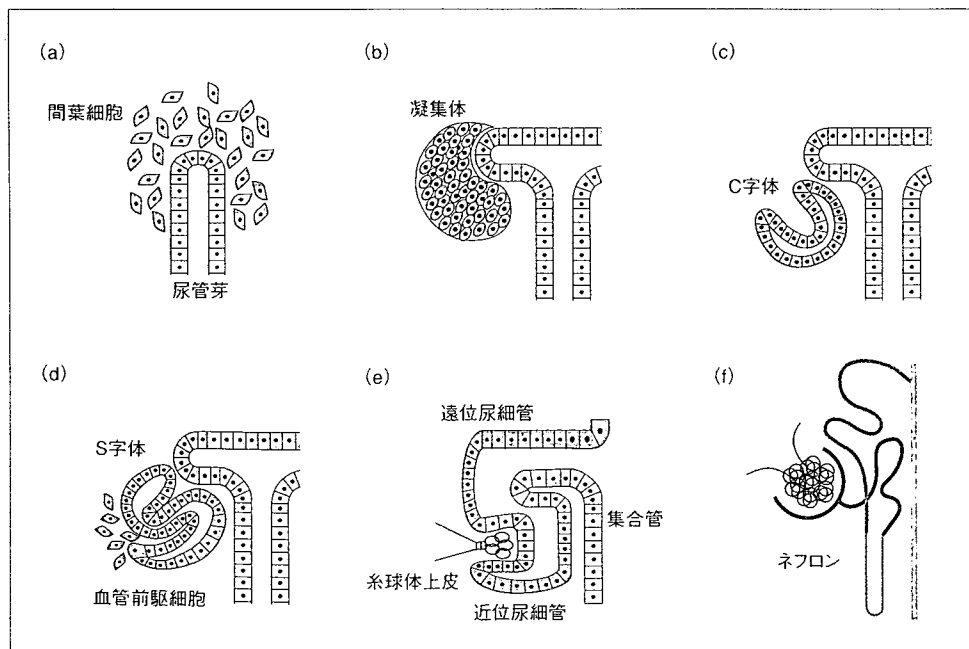 (a)
間葉細胞
尿管芽
(b)
凝集体
(c)
C字体
(d)
S字体
血管前駆細胞
(e)
遠位尿細管
集合管
糸球体上皮
近位尿細管
(f)
ネフロン